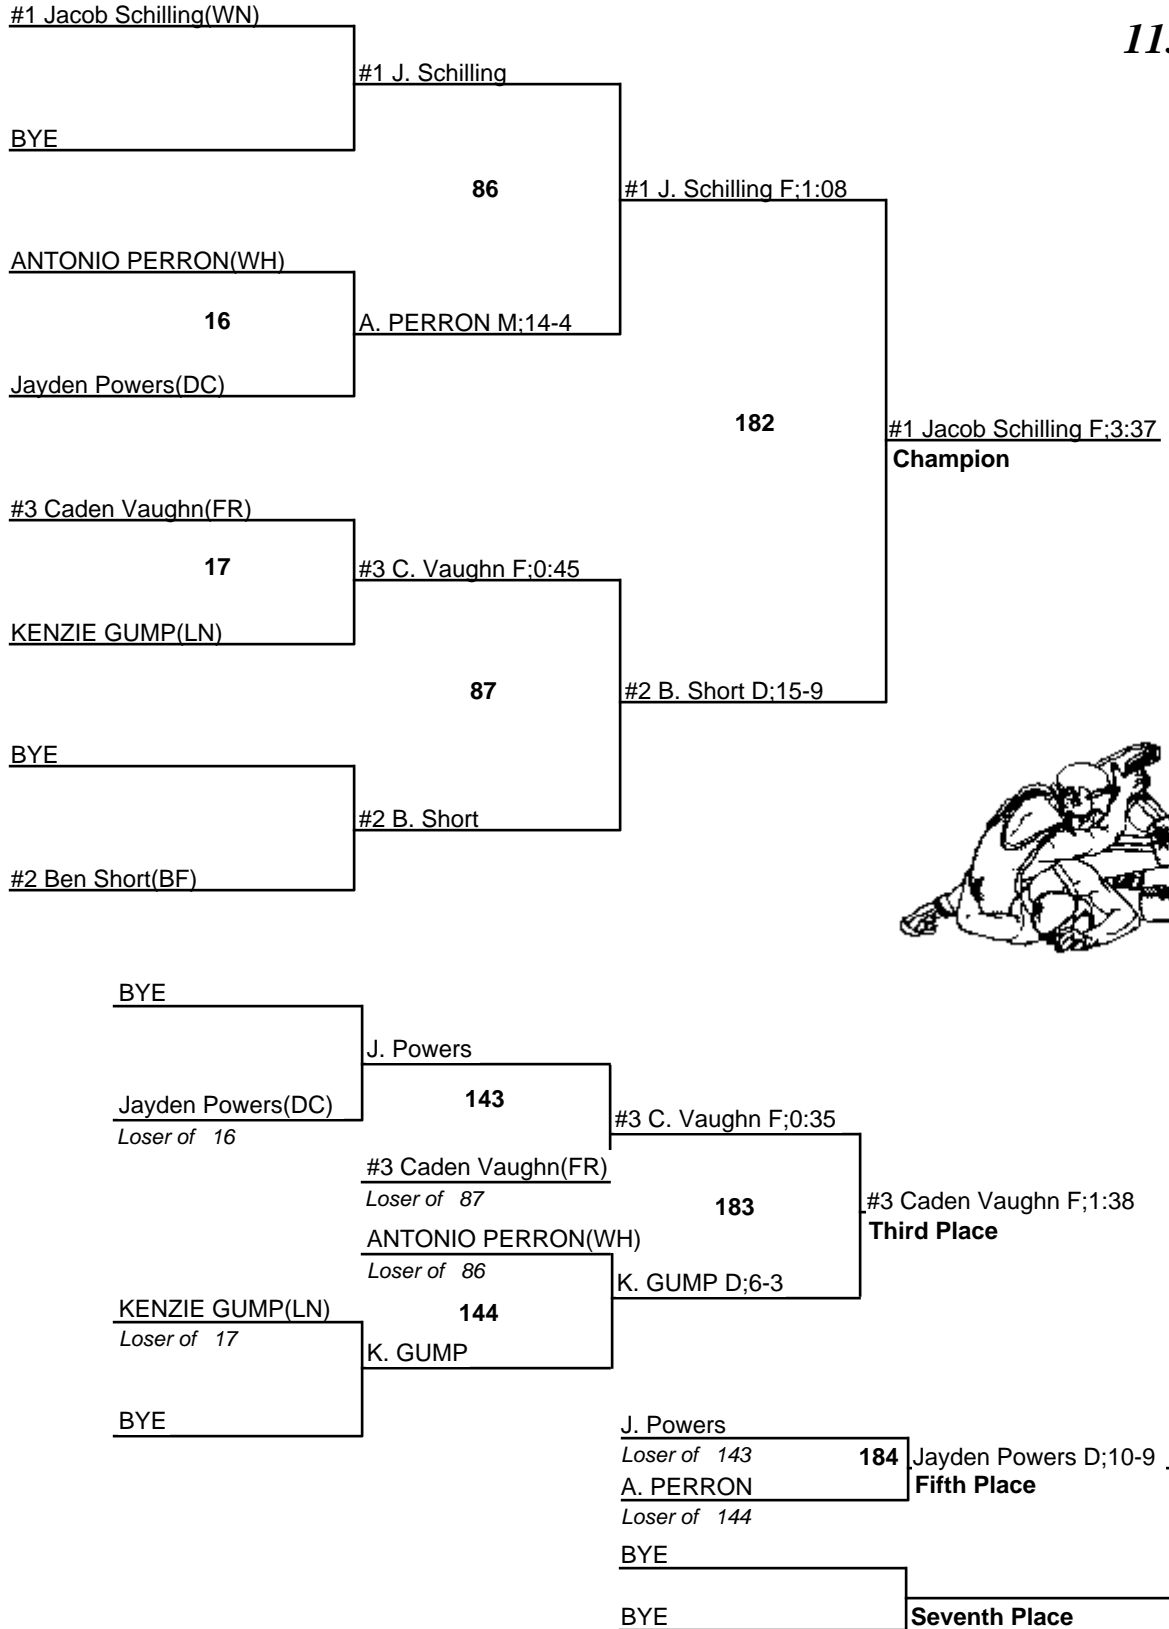 #1 Jacob Schilling(WN)
11
#1 J. Schilling
BYE
86
#1 J. Schilling F;1:08
ANTONIO PERRON(WH)
16
A. PERRON M;14-4
Jayden Powers(DC)
182
#1 Jacob Schilling F;3:37
Champion
#3 Caden Vaughn(FR)
17
#3 C. Vaughn F;0:45
KENZIE GUMP(LN)
87
#2 B. Short D;15-9
BYE
#2 B. Short
#2 Ben Short(BF)
BYE
J. Powers
Jayden Powers(DC)
143
Loser of 16
#3 C. Vaughn F;0:35
#3 Caden Vaughn(FR)
Loser of 87
183
#3 Caden Vaughn F;1:38
Third Place
ANTONIO PERRON(WH)
Loser of 86
K. GUMP D;6-3
KENZIE GUMP(LN)
144
Loser of 17
K. GUMP
BYE
J. Powers
Loser of 143
184
Jayden Powers D;10-9
A. PERRON
Fifth Place
Loser of 144
BYE
BYE
Seventh Place